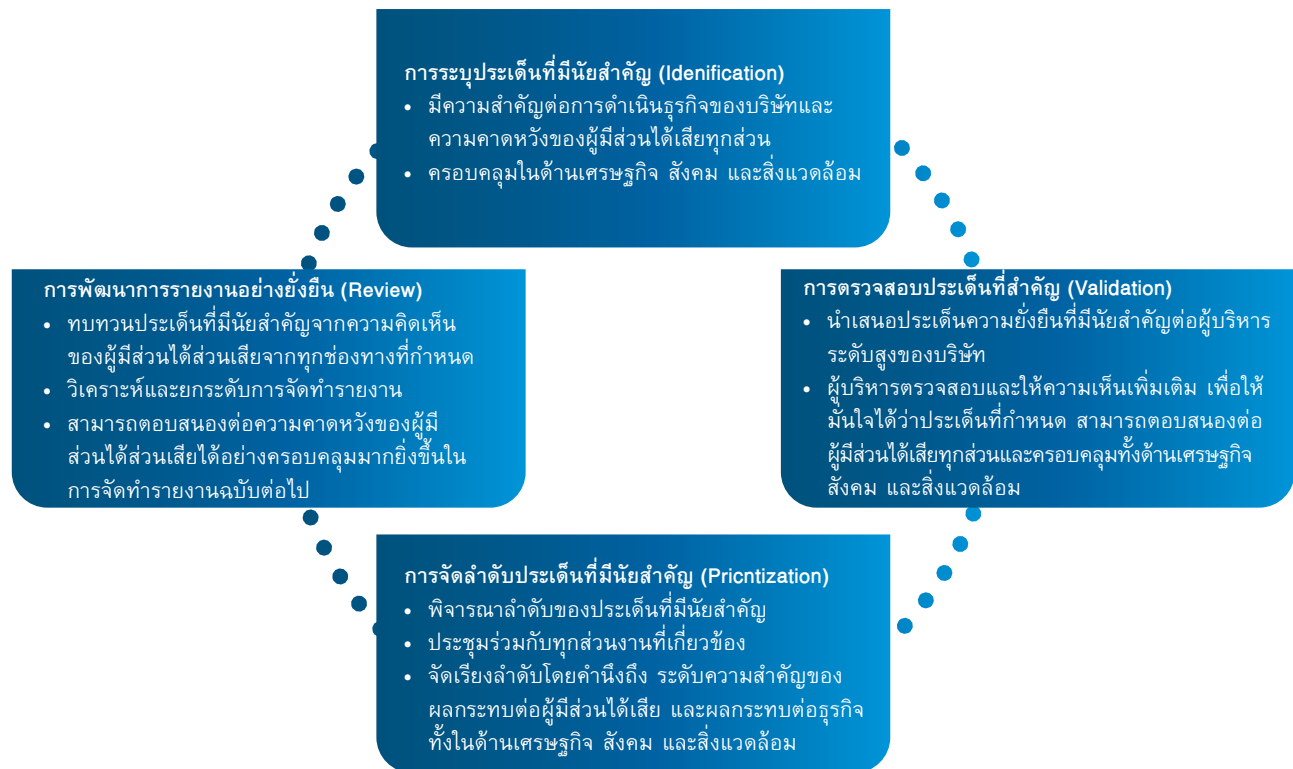 การระบุประเด็นที่มีนัยสำคัญ (Idenification)
• มีความสำคัญต่อการดำเนินธุรกิจของบริษัทและ
ความคาดหวังของผู้มีส่วนได้เสียทุกส่วน
• ครอบคลุมในด้านเศรษฐกิจ สังคม และสิ่งแวดล้อม
การพัฒนาการรายงานอย่างยั่งยืน (Review)
• ทบทวนประเด็นที่มีนัยสำคัญจากความคิดเห็น
ของผู้มีส่วนได้ส่วนเสียจากทุกช่องทางที่กำหนด
• วิเคราะห์และยกระดับการจัดทำรายงาน
• สามารถตอบสนองต่อความคาดหวังของผู้มี
ส่วนได้ส่วนเสียได้อย่างครอบคลุมมากยิ่งขึ้นใน
การจัดทำรายงานฉบับต่อไป
การตรวจสอบประเด็นที่สำคัญ (Validation)
• นำเสนอประเด็นความยั่งยืนที่มีนัยสำคัญต่อผู้บริหาร
ระดับสูงของบริษัท
• ผู้บริหารตรวจสอบและให้ความเห็นเพิ่มเติม เพื่อให้
มั่นใจได้ว่าประเด็นที่กำหนด สามารถตอบสนองต่อ
ผู้มีส่วนได้เสียทุกส่วนและครอบคลุมทั้งด้านเศรษฐกิจ
สังคม และสิ่งแวดล้อม
การจัดลำดับประเด็นที่มีนัยสำคัญ (Pricntization)
• พิจารณาลำดับของประเด็นที่มีนัยสำคัญ
• ประชุมร่วมกับทุกส่วนงานที่เกี่ยวข้อง
• จัดเรียงลำดับโดยคำนึงถึง ระดับความสำคัญของ
ผลกระทบต่อผู้มีส่วนได้เสีย และผลกระทบต่อธุรกิจ
ทั้งในด้านเศรษฐกิจ สังคม และสิ่งแวดล้อม